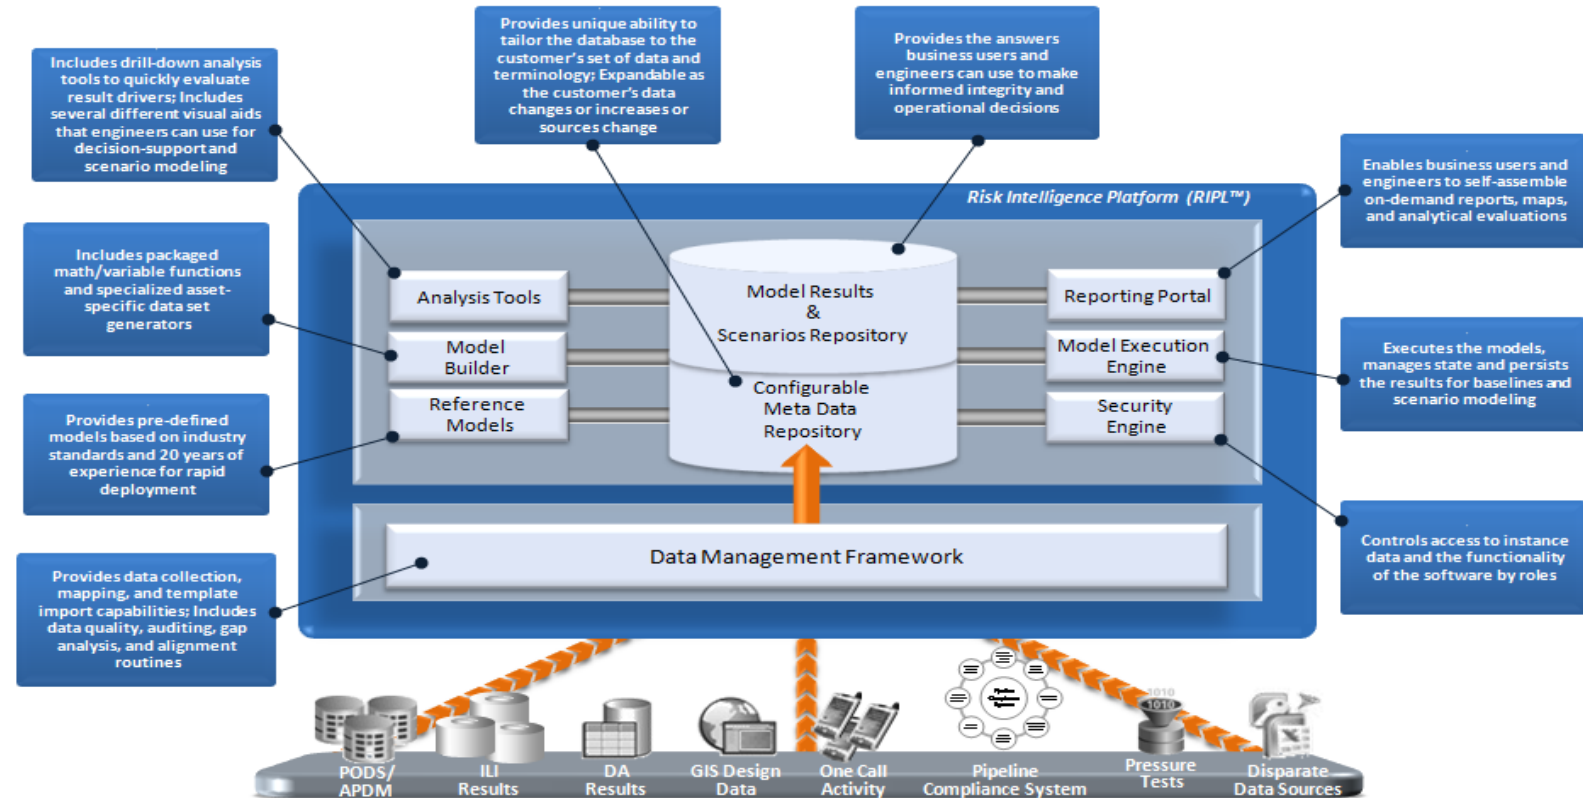 Provides unique ability to
tailor the database to the
customer's set of data and
terminology; Expandable as
the customer's data
changes or increases or
sources change
Provides the answers
business users and
engineers can use to make
informed integrity and
operational decisions
Includes drill-down analysis
tools to quickly evaluate
result drivers; Includes
several different visual aids
that engineers can use for
decision-support and
scenario modeling
Enables business users and
engineers to self-assemble
on-demand reports, maps,
and analytical evaluations
Includes packaged
math/variable functions
and specialized asset-
specific data set
generators
Executes the models,
manages state and persists
the results for baselines and
scenario modeling
Provides pre-defined
models based on industry
standards and 20 years of
experience for rapid
deployment
Controls access to instance
data and the functionality
of the software by roles
Provides data collection,
mapping, and template
import capabilities; Includes
data quality, auditing, gap
analysis, and alignment
routines
Risk Intelligence Platform (RIPL™)
Analysis Tools
Model
Builder
Reference
Models
Model Results
&
Scenarios Repository
Configurable
Meta Data
Repository
Reporting Portal
Model Execution
Engine
Security
Engine
Data Management Framework
1010
1010
PODS/
APDM
ILI
Results
DA
Results
GIS Design
Data
One Call
Activity
Pipeline
Compliance System
Pressure
Tests
Disparate
Data Sources